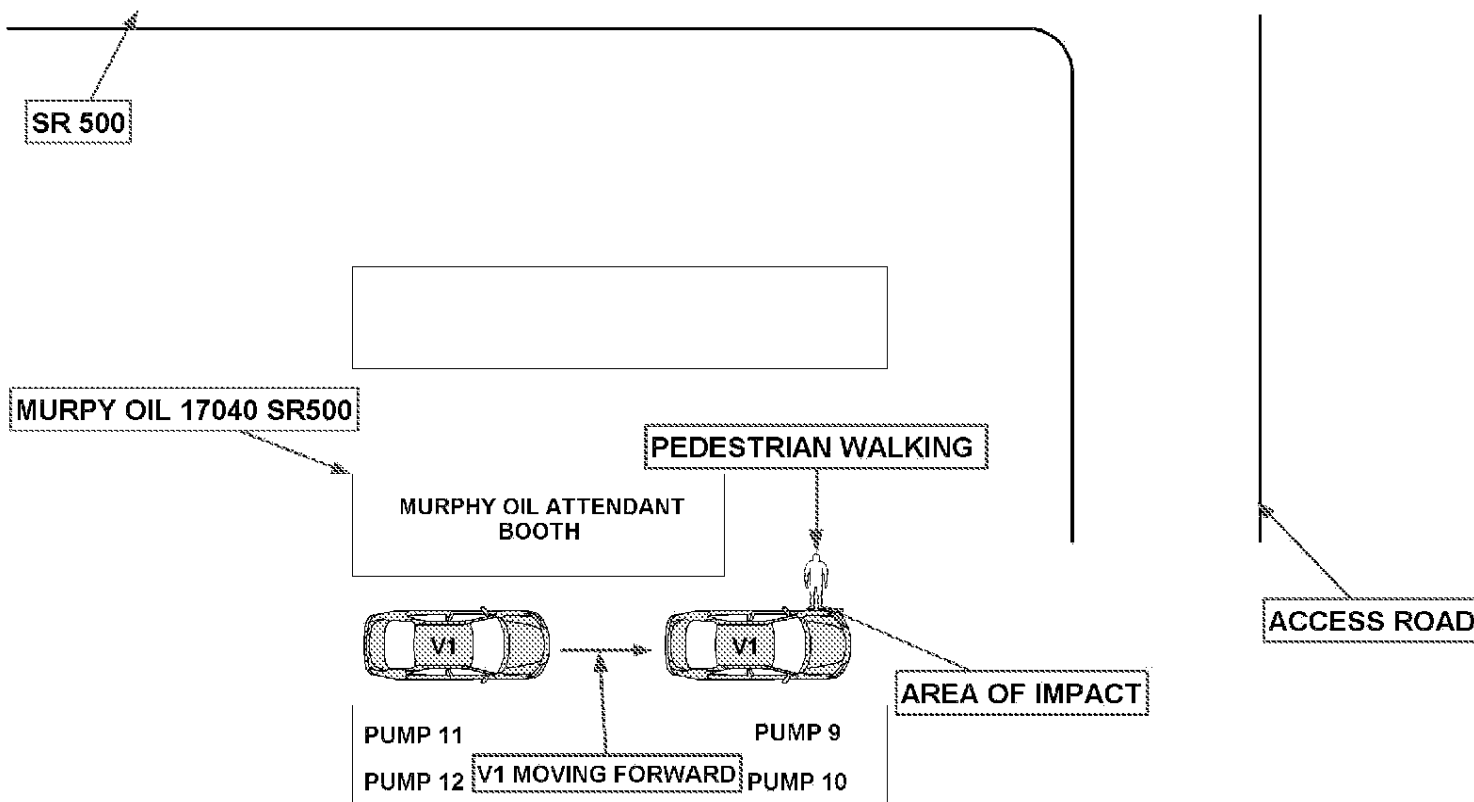 SR 500
MURPY OIL 17040 SR500
PEDESTRIAN WALKING
MURPHY OIL ATTENDANT
BOOTH
V1
V1
ACCESS ROAD
AREA OF IMPACT
PUMP 11
PUMP 9
PUMP 12
V1 MOVING FORWARD
PUMP 10